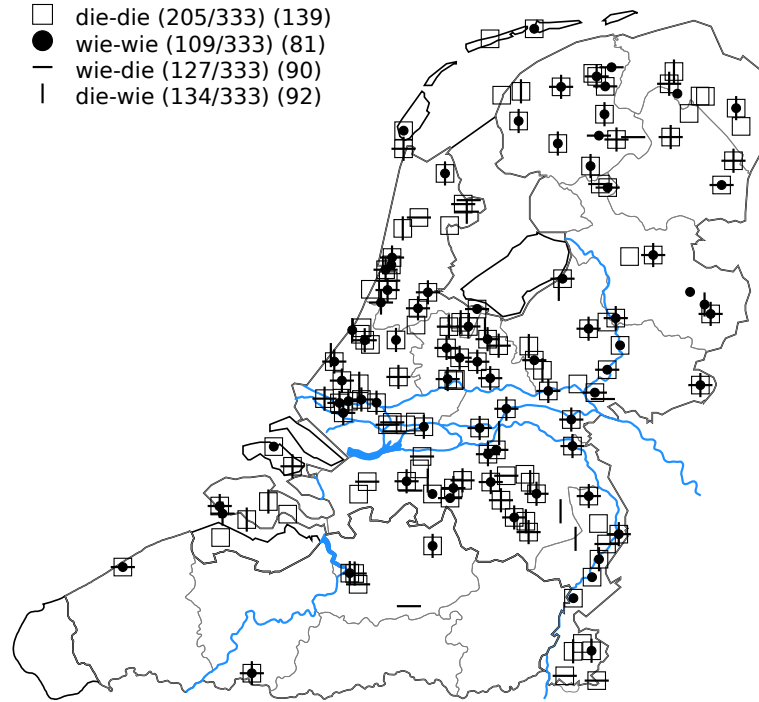 die-die (205/333) (139)
wie-wie (109/333) (81)
wie-die (127/333) (90)
die-wie (134/333) (92)